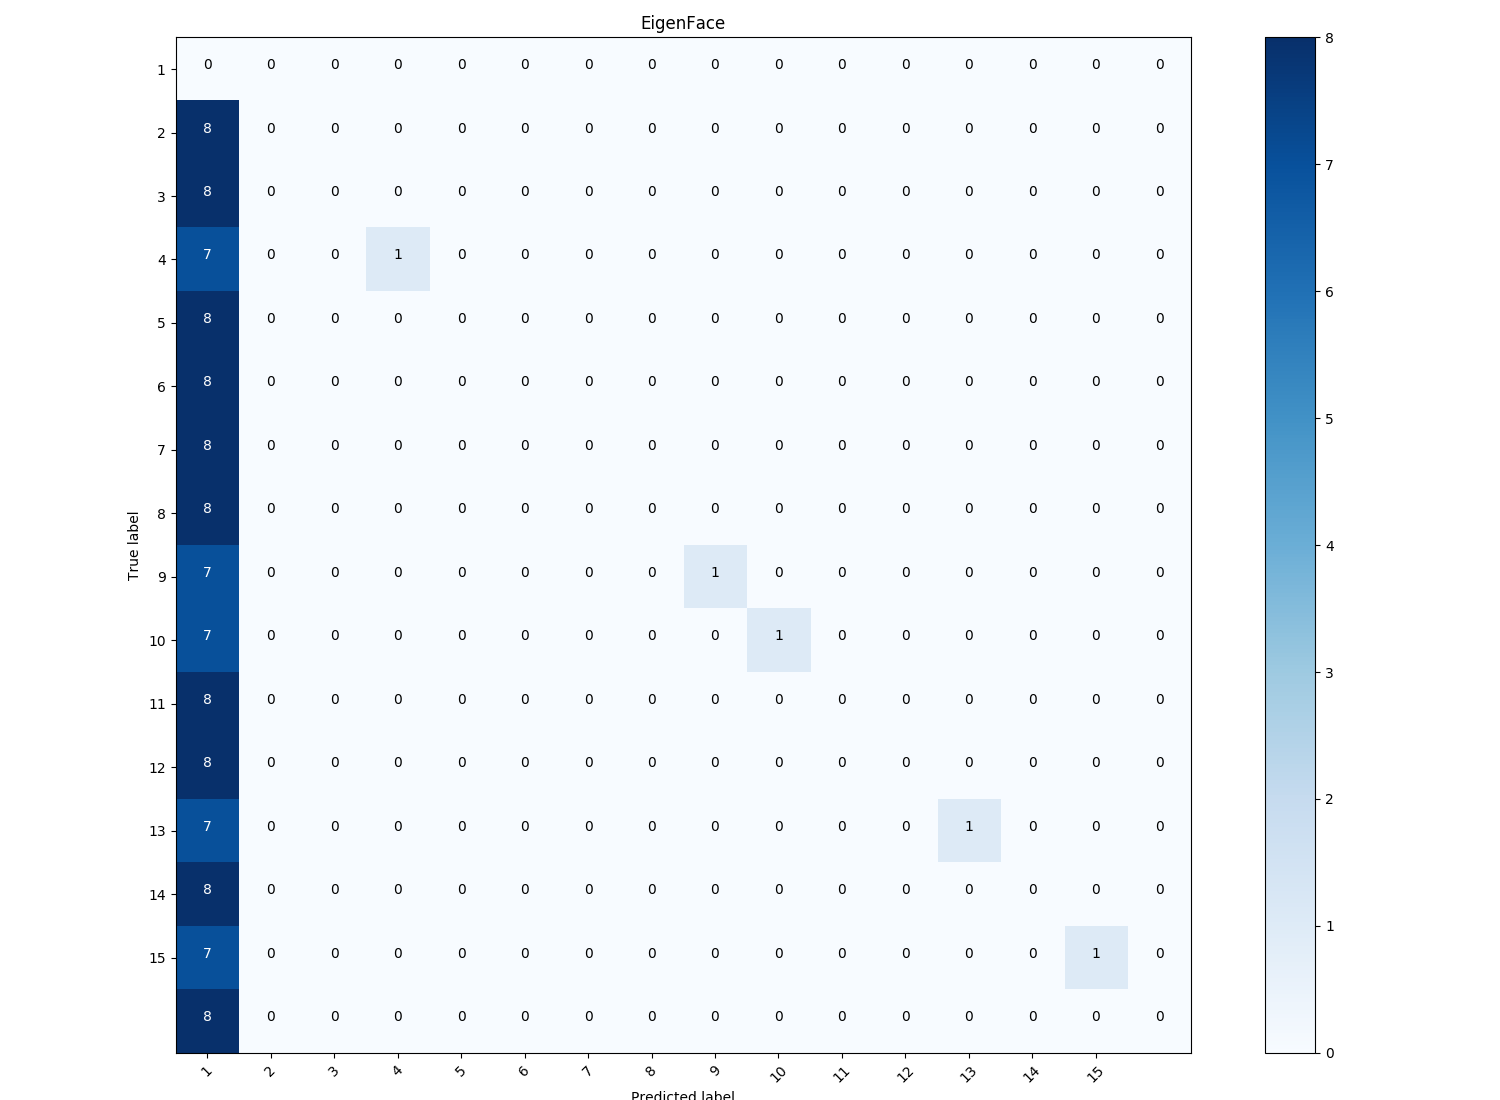 EigenFace
1 0 0 0 0 0 0 0 0 0 0 0 0 0 0 0 0
2 8 0 0 0 0 0 0 0 0 0 0 0 0 0 0 0
3 8 0 0 0 0 0 0 0 0 0 0 0 0 0 0 0
4 7 0 0 1 0 0 0 0 0 0 0 0 0 0 0 0
5 8 0 0 0 0 0 0 0 0 0 0 0 0 0 0 0
6 8 0 0 0 0 0 0 0 0 0 0 0 0 0 0 0
7 8 0 0 0 0 0 0 0 0 0 0 0 0 0 0 0
8 8 0 0 0 0 0 0 0 0 0 0 0 0 0 0 0
9 7 0 0 0 0 0 0 0 1 0 0 0 0 0 0 0
10 7 0 0 0 0 0 0 0 0 1 0 0 0 0 0 0
11 8 0 0 0 0 0 0 0 0 0 0 0 0 0 0 0
12 8 0 0 0 0 0 0 0 0 0 0 0 0 0 0 0
13 7 0 0 0 0 0 0 0 0 0 0 0 1 0 0 0
14 8 0 0 0 0 0 0 0 0 0 0 0 0 0 0 0
15 7 0 0 0 0 0 0 0 0 0 0 0 0 0 1 0
8 0 0 0 0 0 0 0 0 0 0 0 0 0 0 0
1 2 3 4 5 6 7 8 9 10 11 12 13 14 15
True label
Predicted label
8
7
6
5
4
3
2
1
0